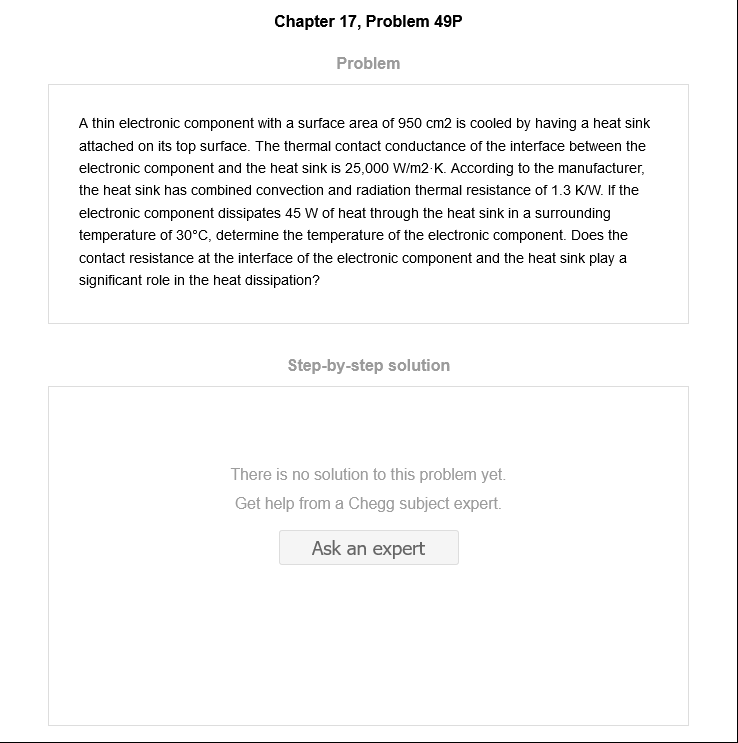 Chapter 17, Problem 49P
Problem
A thin electronic component with a surface area of 950 cm2 is cooled by having a heat sink
attached on its top surface. The thermal contact conductance of the interface between the
electronic component and the heat sink is 25,000 W/m2·K. According to the manufacturer,
the heat sink has combined convection and radiation thermal resistance of 1.3 K/W. If the
electronic component dissipates 45 W of heat through the heat sink in a surrounding
temperature of 30°C, determine the temperature of the electronic component. Does the
contact resistance at the interface of the electronic component and the heat sink play a
significant role in the heat dissipation?
Step-by-step solution
There is no solution to this problem yet.
Get help from a Chegg subject expert.
Ask an expert